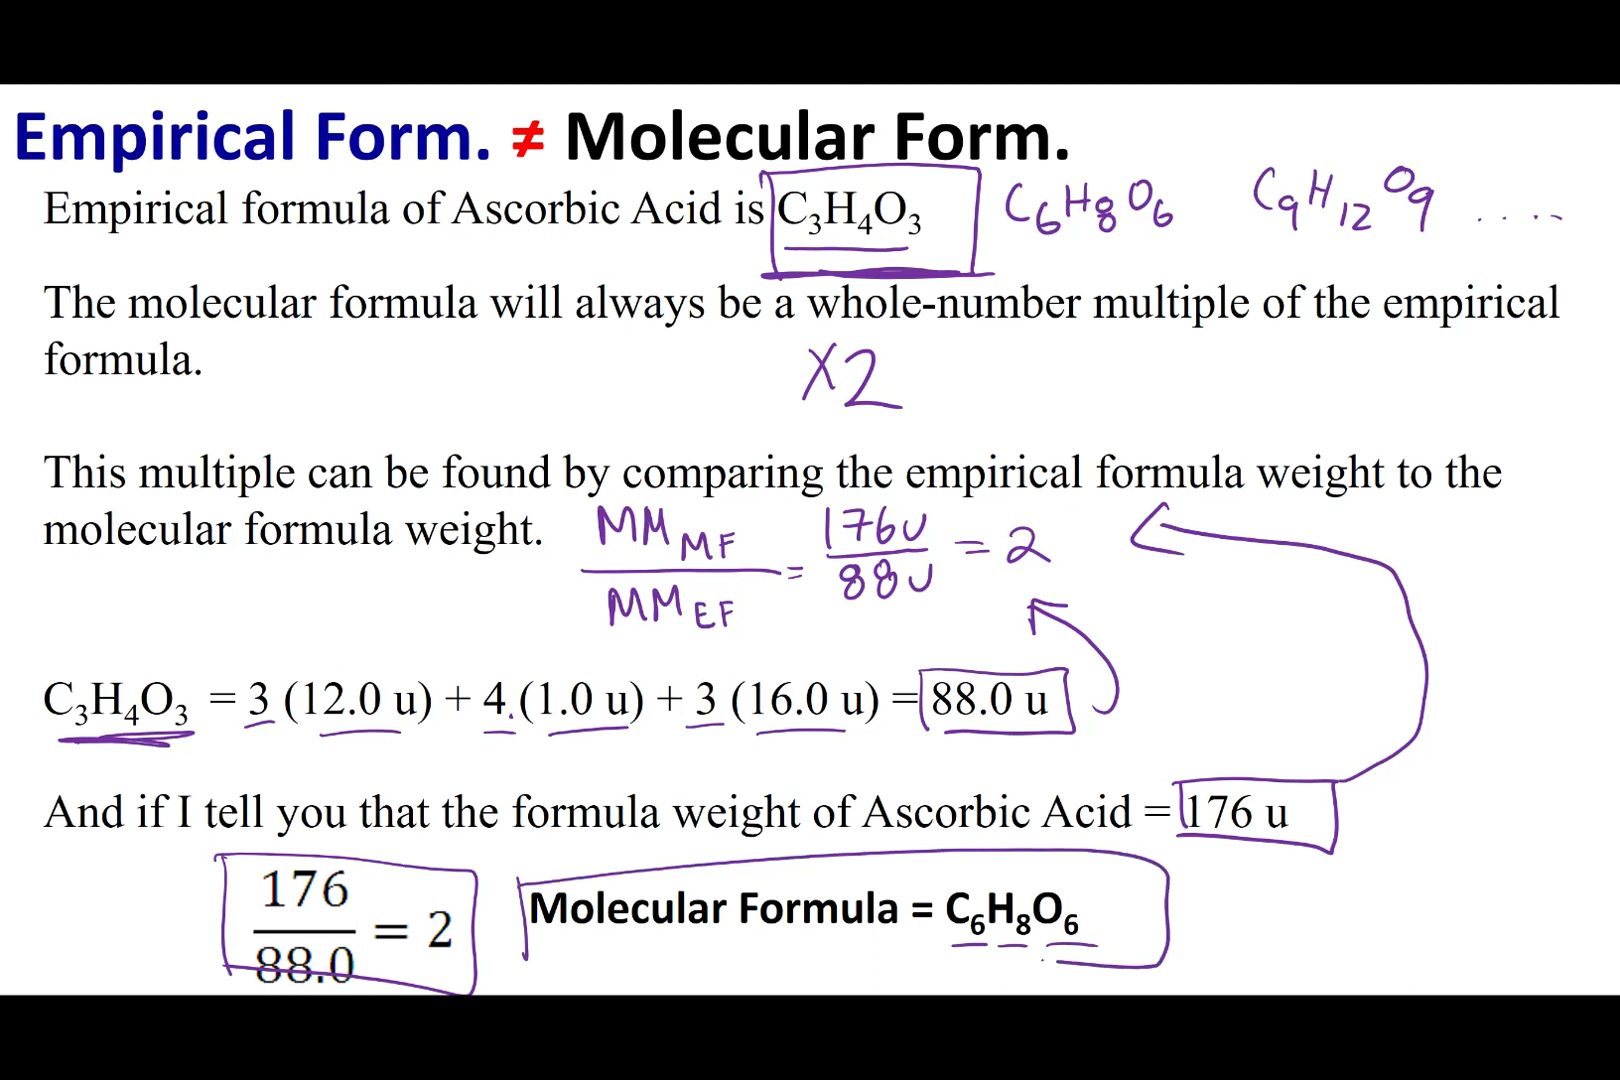 Empirical Form. ≠ Molecular Form.
Empirical formula of Ascorbic Acid is C₃H₄O₃ C₆H₈O₆ C₉H₁₂O₉ .....
The molecular formula will always be a whole-number multiple of the empirical
formula.
X2
This multiple can be found by comparing the empirical formula weight to the
molecular formula weight. MM MF / MM EF = 176u / 88u = 2
C₃H₄O₃ = 3 (12.0 u) + 4 (1.0 u) + 3 (16.0 u) = 88.0 u
And if I tell you that the formula weight of Ascorbic Acid = 176 u
176 / 88.0 = 2
Molecular Formula = C₆H₈O₆